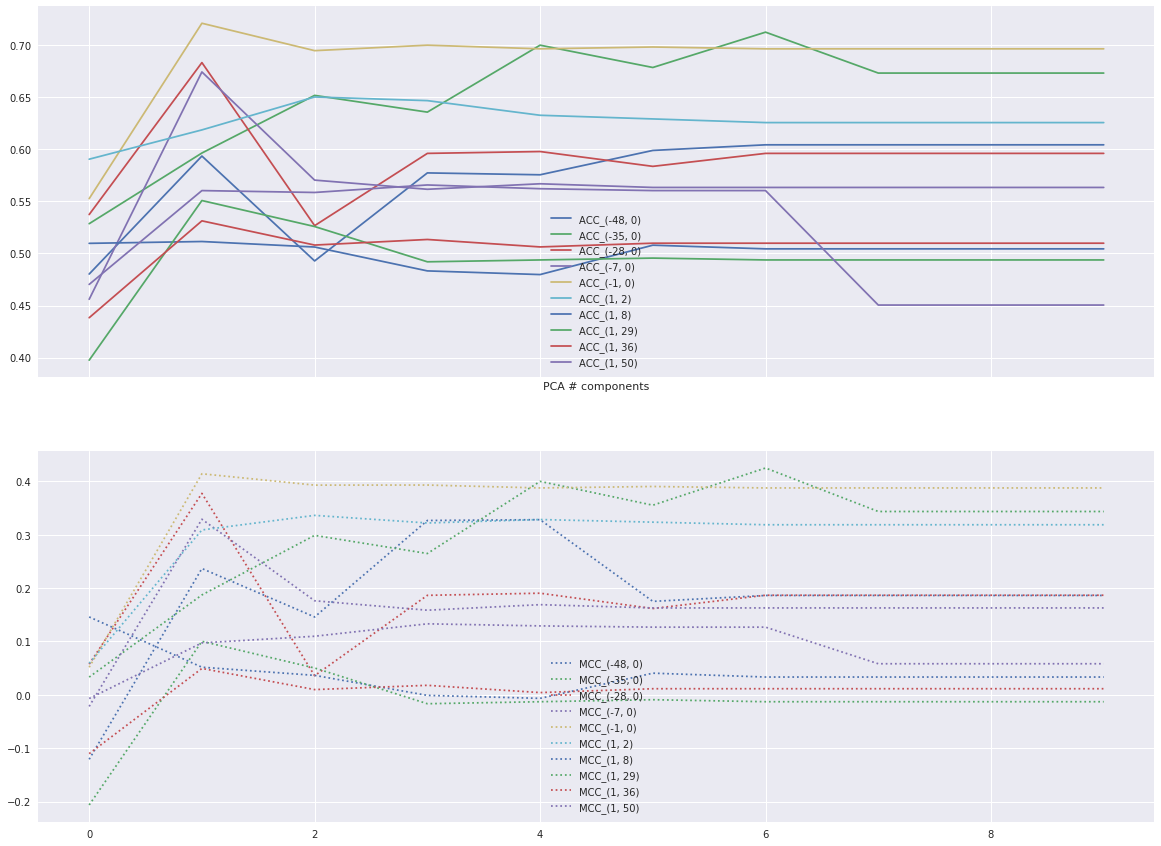 0.70
0.65
0.60
0.55
0.50
0.45
0.40
ACC_(-48, 0)
ACC_(-35, 0)
ACC_(-28, 0)
ACC_(-7, 0)
ACC_(-1, 0)
ACC_(1, 2)
ACC_(1, 8)
ACC_(1, 29)
ACC_(1, 36)
ACC_(1, 50)
PCA # components
0.4
0.3
0.2
0.1
0.0
−0.1
−0.2
MCC_(-48, 0)
MCC_(-35, 0)
MCC_(-28, 0)
MCC_(-7, 0)
MCC_(-1, 0)
MCC_(1, 2)
MCC_(1, 8)
MCC_(1, 29)
MCC_(1, 36)
MCC_(1, 50)
0 2 4 6 8